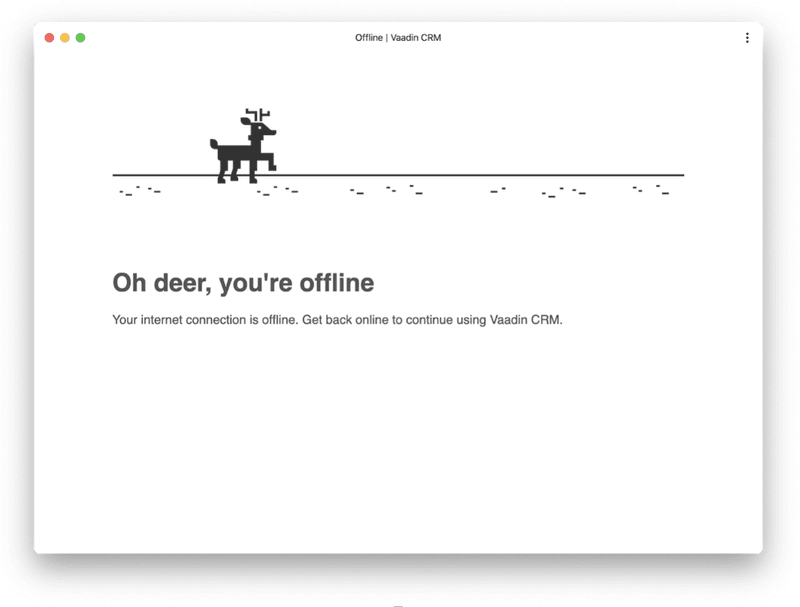 Offline | Vaadin CRM
Oh deer, you're offline
Your internet connection is offline. Get back online to continue using Vaadin CRM.